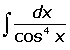 ∫ dx / cos⁴ x